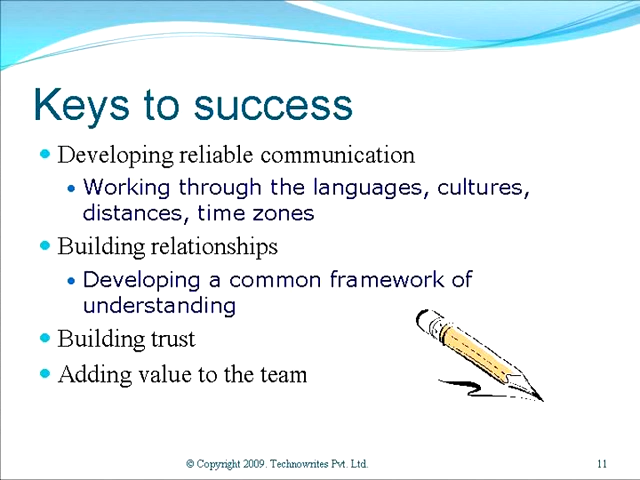 Keys to success
Developing reliable communication
Working through the languages, cultures,
distances, time zones
Building relationships
Developing a common framework of
understanding
Building trust
Adding value to the team
© Copyright 2009. Technowrites Pvt. Ltd.
11